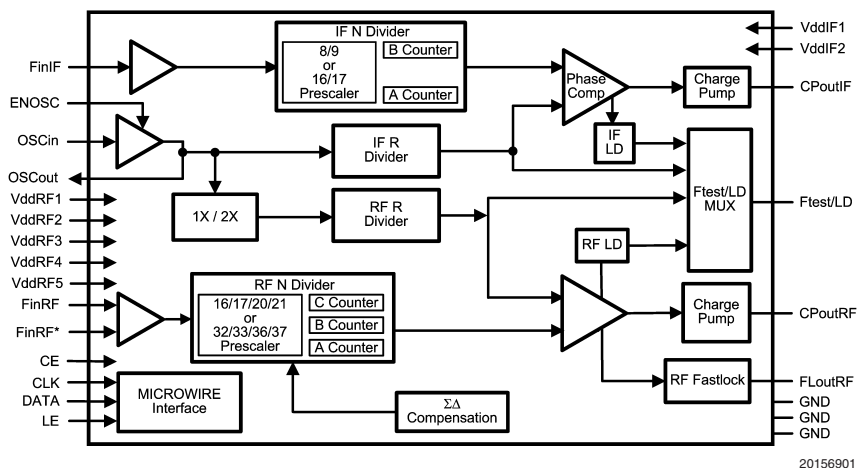 FinIF
ENOSC
OSCin
OSCout
VddRF1
VddRF2
VddRF3
VddRF4
VddRF5
FinRF
FinRF*
CE
CLK
DATA
LE
IF N Divider
8/9
or
16/17
Prescaler
B Counter
A Counter
Phase
Comp
Charge
Pump
IF
LD
IF R
Divider
1X / 2X
RF R
Divider
Ftest/LD
MUX
RF LD
RF N Divider
16/17/20/21
or
32/33/36/37
Prescaler
C Counter
B Counter
A Counter
Charge
Pump
RF Fastlock
MICROWIRE
Interface
ΣΔ
Compensation
VddIF1
VddIF2
CPoutIF
Ftest/LD
CPoutRF
FLoutRF
GND
GND
GND
20156901